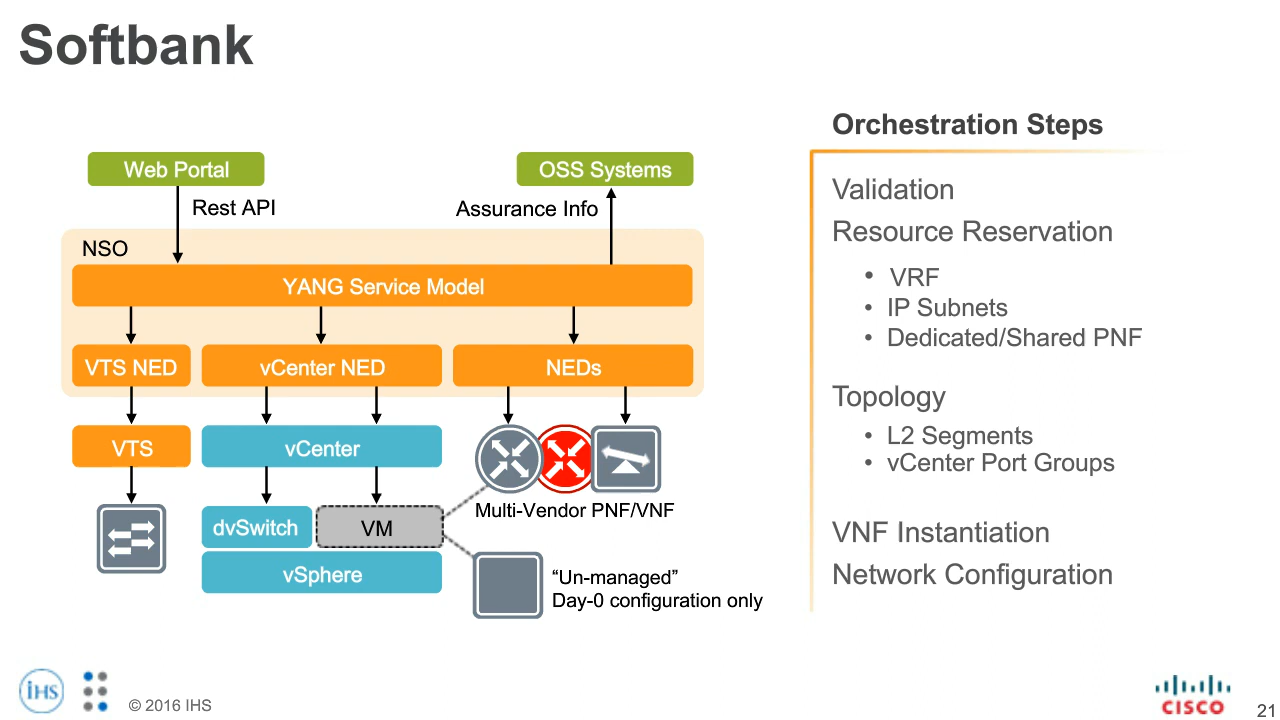 Softbank
Web Portal
OSS Systems
Rest API
Assurance Info
NSO
YANG Service Model
VTS NED
vCenter NED
NEDs
VTS
vCenter
Multi-Vendor PNF/VNF
dvSwitch
VM
vSphere
“Un-managed”
Day-0 configuration only
Orchestration Steps
Validation
Resource Reservation
• VRF
• IP Subnets
• Dedicated/Shared PNF
Topology
• L2 Segments
• vCenter Port Groups
VNF Instantiation
Network Configuration
iHS
© 2016 IHS
CISCO
21